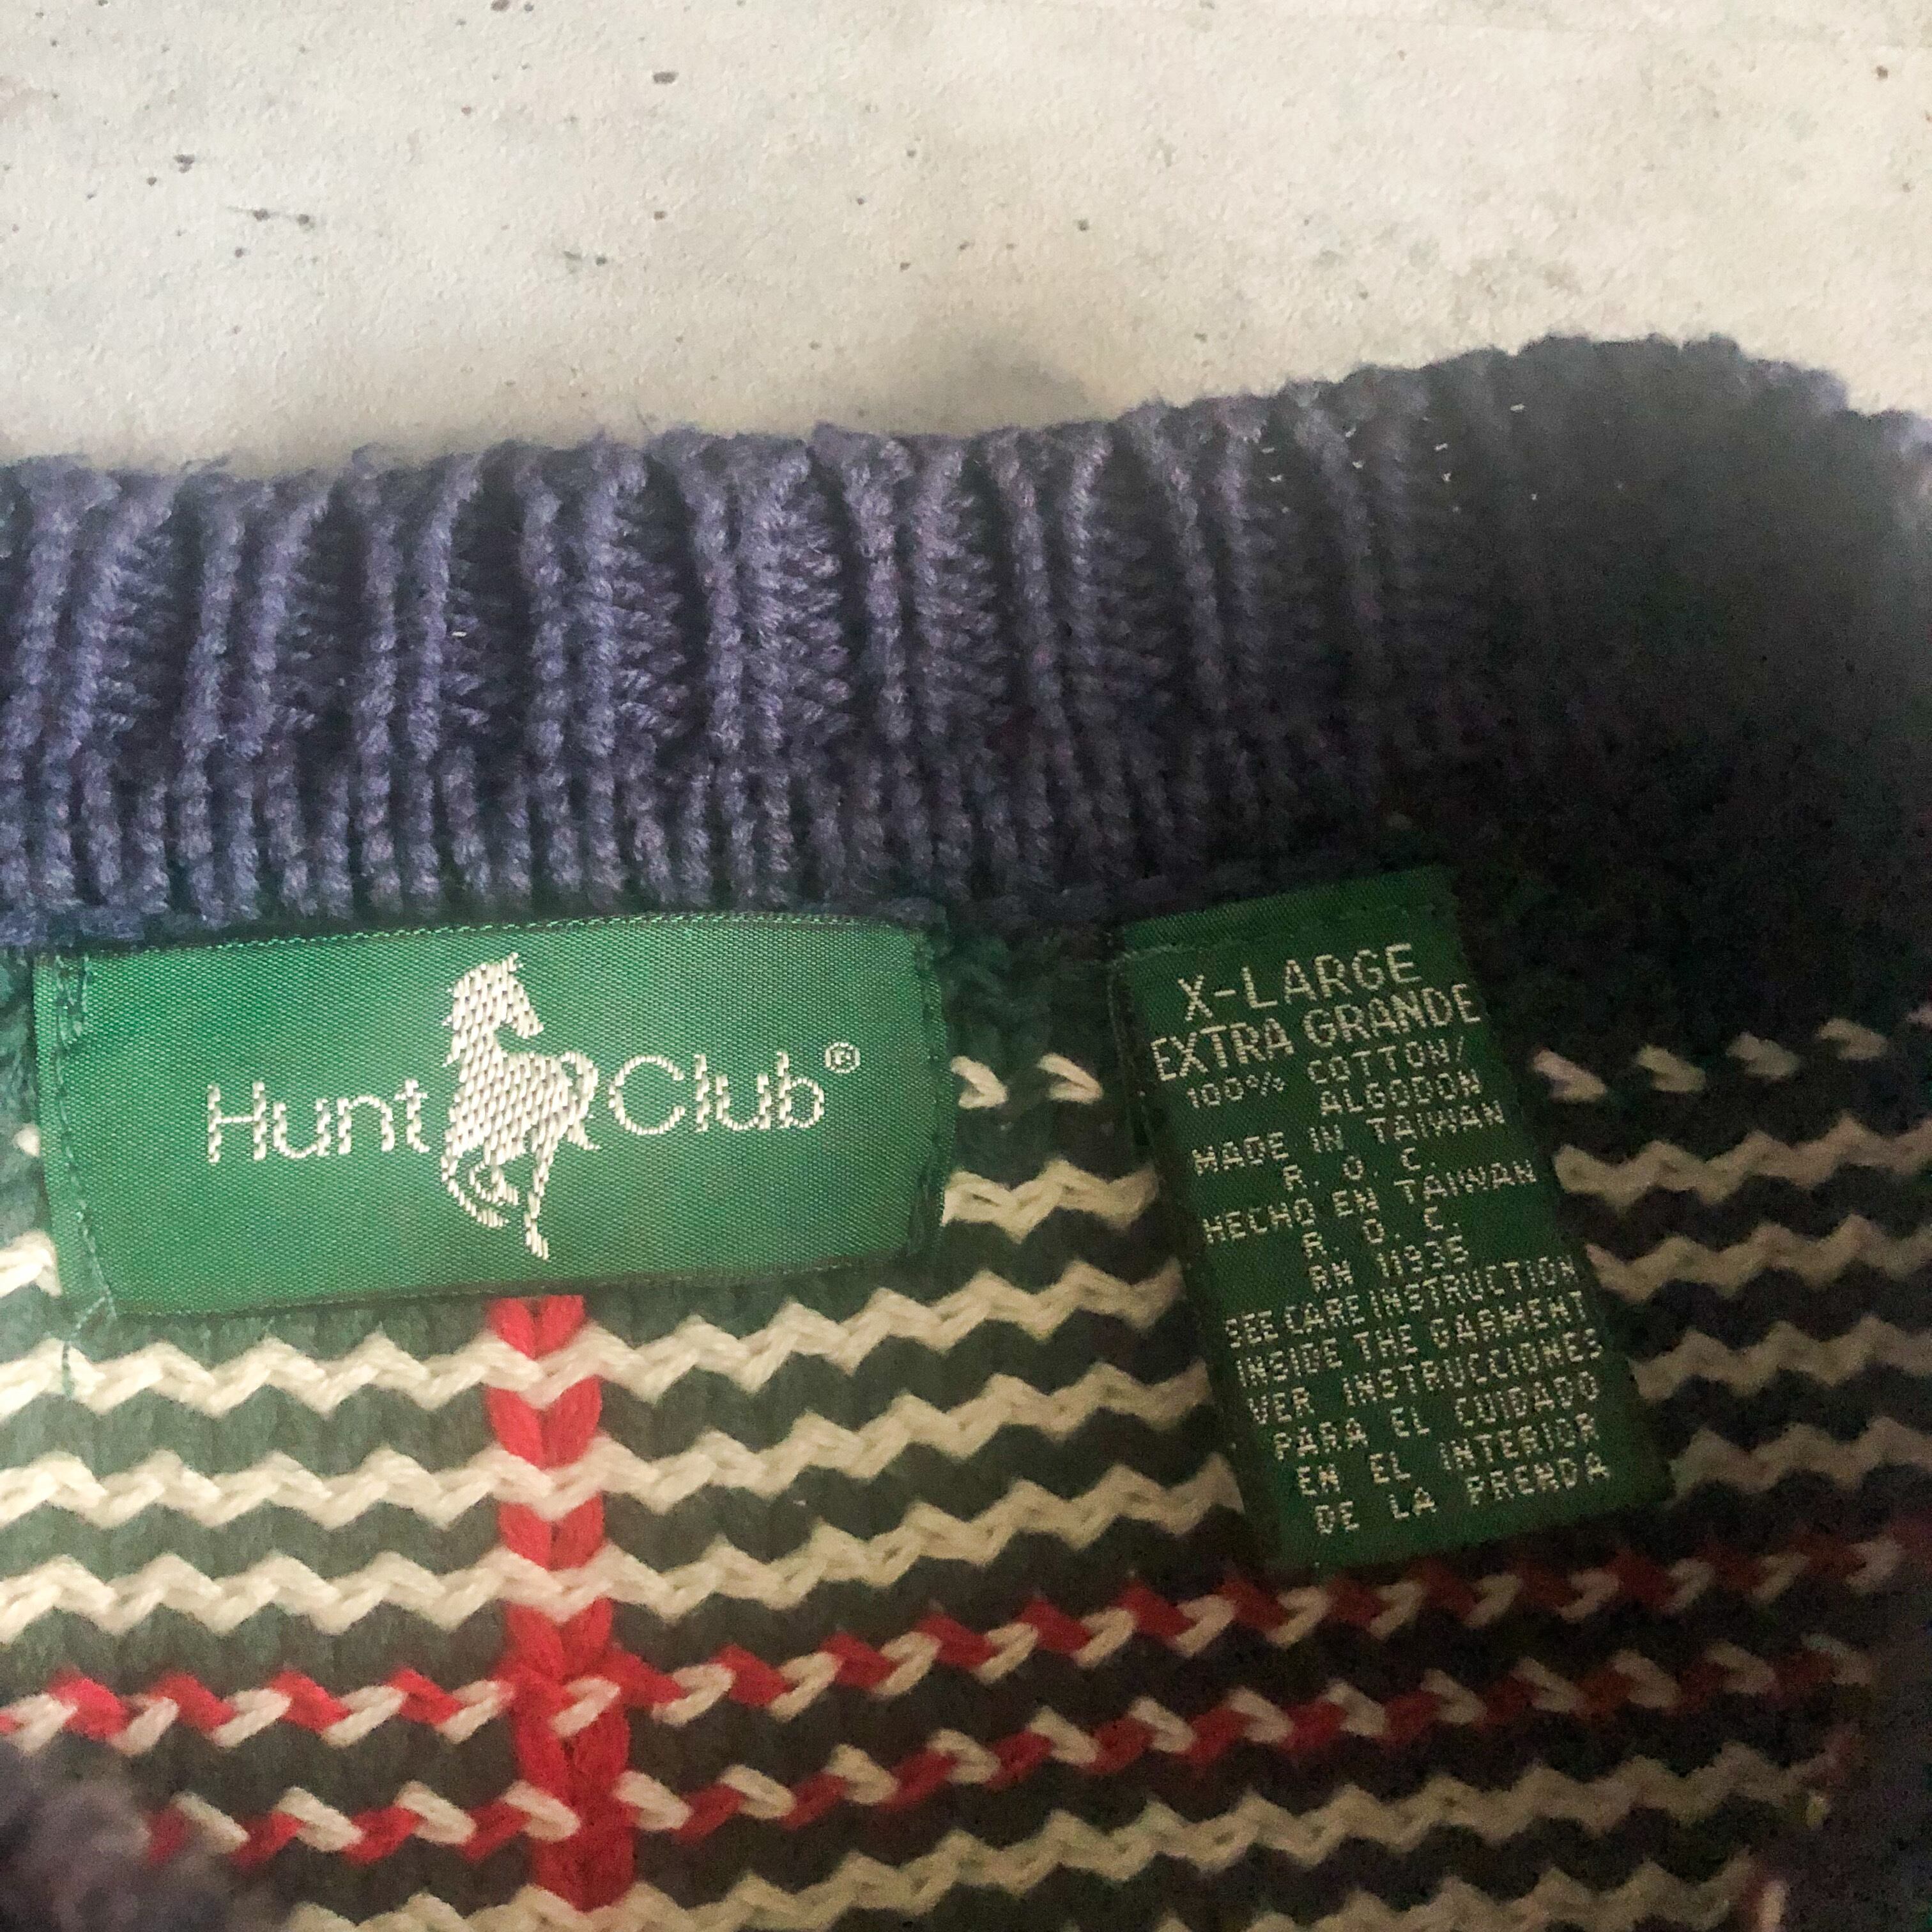 Hunt Club®
X-LARGE
EXTRA GRANDE
100% COTTON/
ALGODON
MADE IN TAIWAN
R. O. C.
HECHO EN TAIWAN
R. O. C.
RN 11936
SEE CARE INSTRUCTION
INSIDE THE GARMENT
VER INSTRUCCIONES
PARA EL CUIDADO
EN EL INTERIOR
DE LA PRENDA